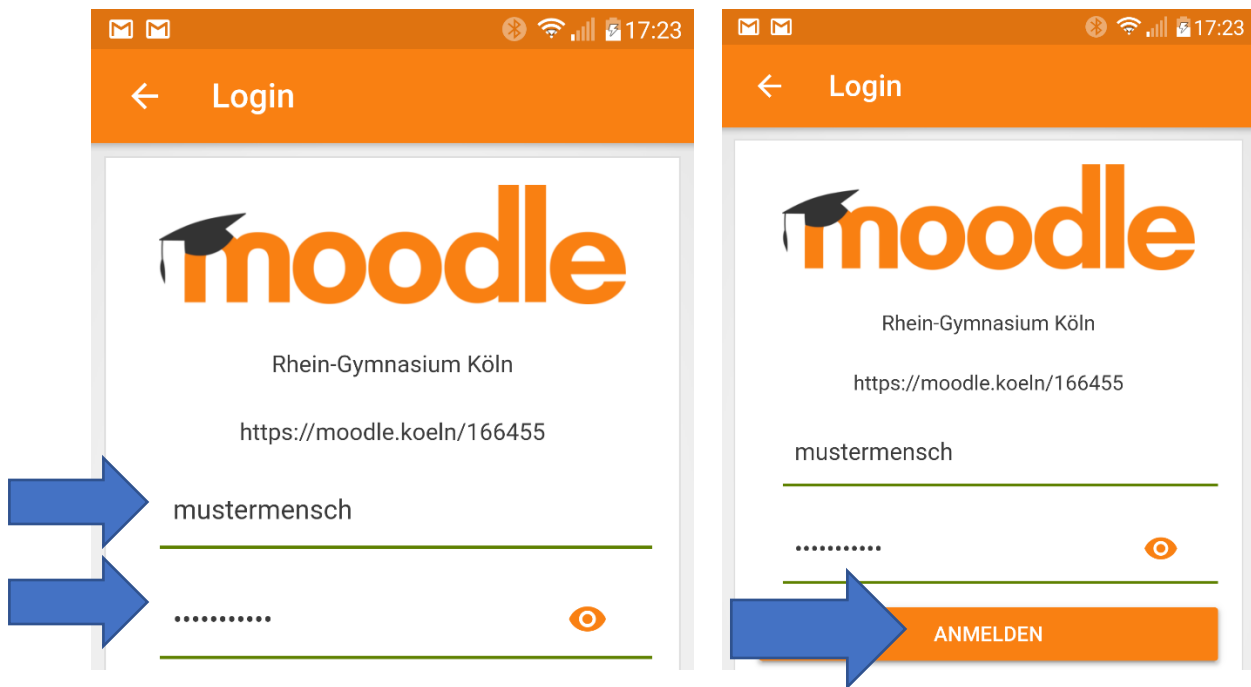 17:23
Login
moodle
Rhein-Gymnasium Köln
https://moodle.koeln/166455
mustermensch
•••••••••••
17:23
Login
moodle
Rhein-Gymnasium Köln
https://moodle.koeln/166455
mustermensch
•••••••••••
ANMELDEN